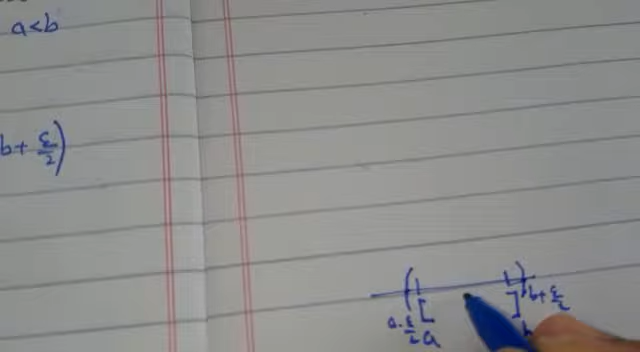 a<b
b + ε/2)
( [ ] ) b + ε/2
a - ε/2 a b